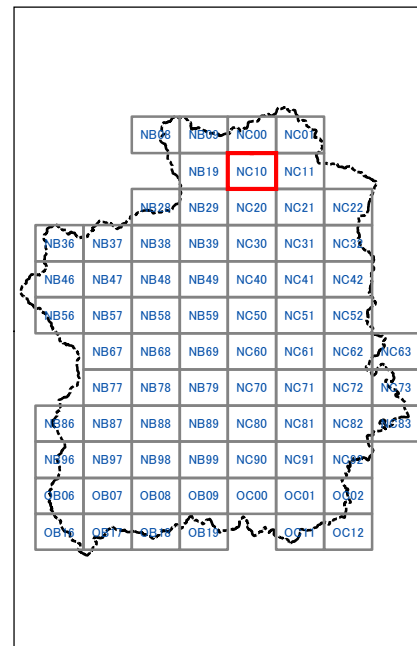 NB08 NB09 NC00 NC01
NB19 NC10 NC11
NB28 NB29 NC20 NC21 NC22
NB36 NB37 NB38 NB39 NC30 NC31 NC32
NB46 NB47 NB48 NB49 NC40 NC41 NC42
NB56 NB57 NB58 NB59 NC50 NC51 NC52
NB67 NB68 NB69 NC60 NC61 NC62 NC63
NB77 NB78 NB79 NC70 NC71 NC72 NC73
NB86 NB87 NB88 NB89 NC80 NC81 NC82 NC83
NB96 NB97 NB98 NB99 NC90 NC91 NC92
OB06 OB07 OB08 OB09 OC00 OC01 OC02
OB16 OB17 OB18 OB19 OC11 OC12